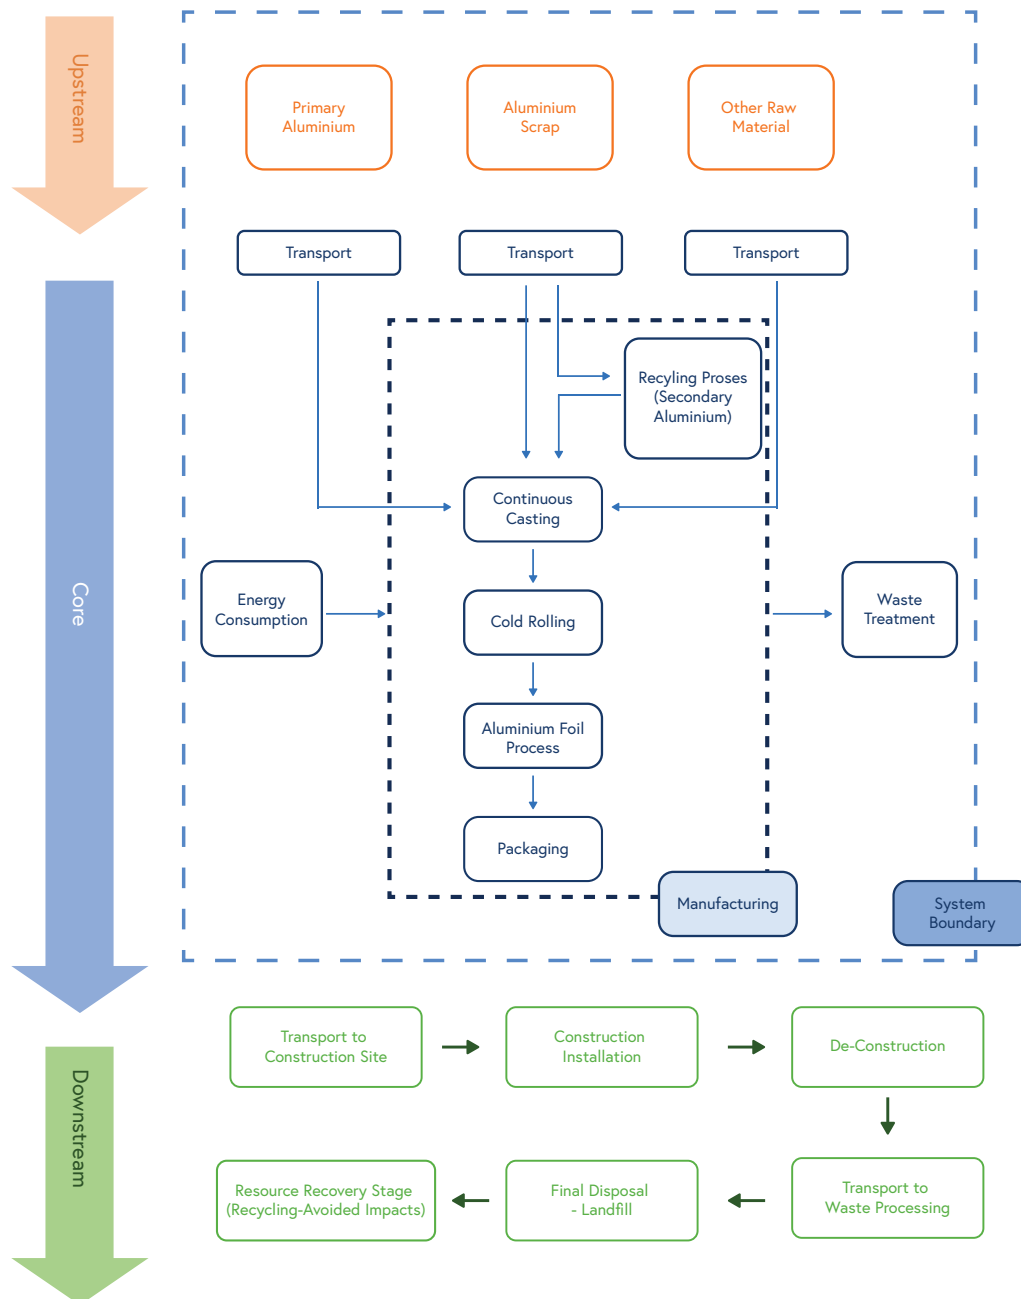 Upstream
Primary
Aluminium
Aluminium
Scrap
Other Raw
Material
Transport
Transport
Transport
Recyling Proses
(Secondary
Aluminium)
Continuous
Casting
Core
Energy
Consumption
Cold Rolling
Waste
Treatment
Aluminium Foil
Process
Packaging
Manufacturing
System
Boundary
Downstream
Transport to
Construction Site
Construction
Installation
De-Construction
Resource Recovery Stage
(Recycling-Avoided Impacts)
Final Disposal
- Landfill
Transport to
Waste Processing